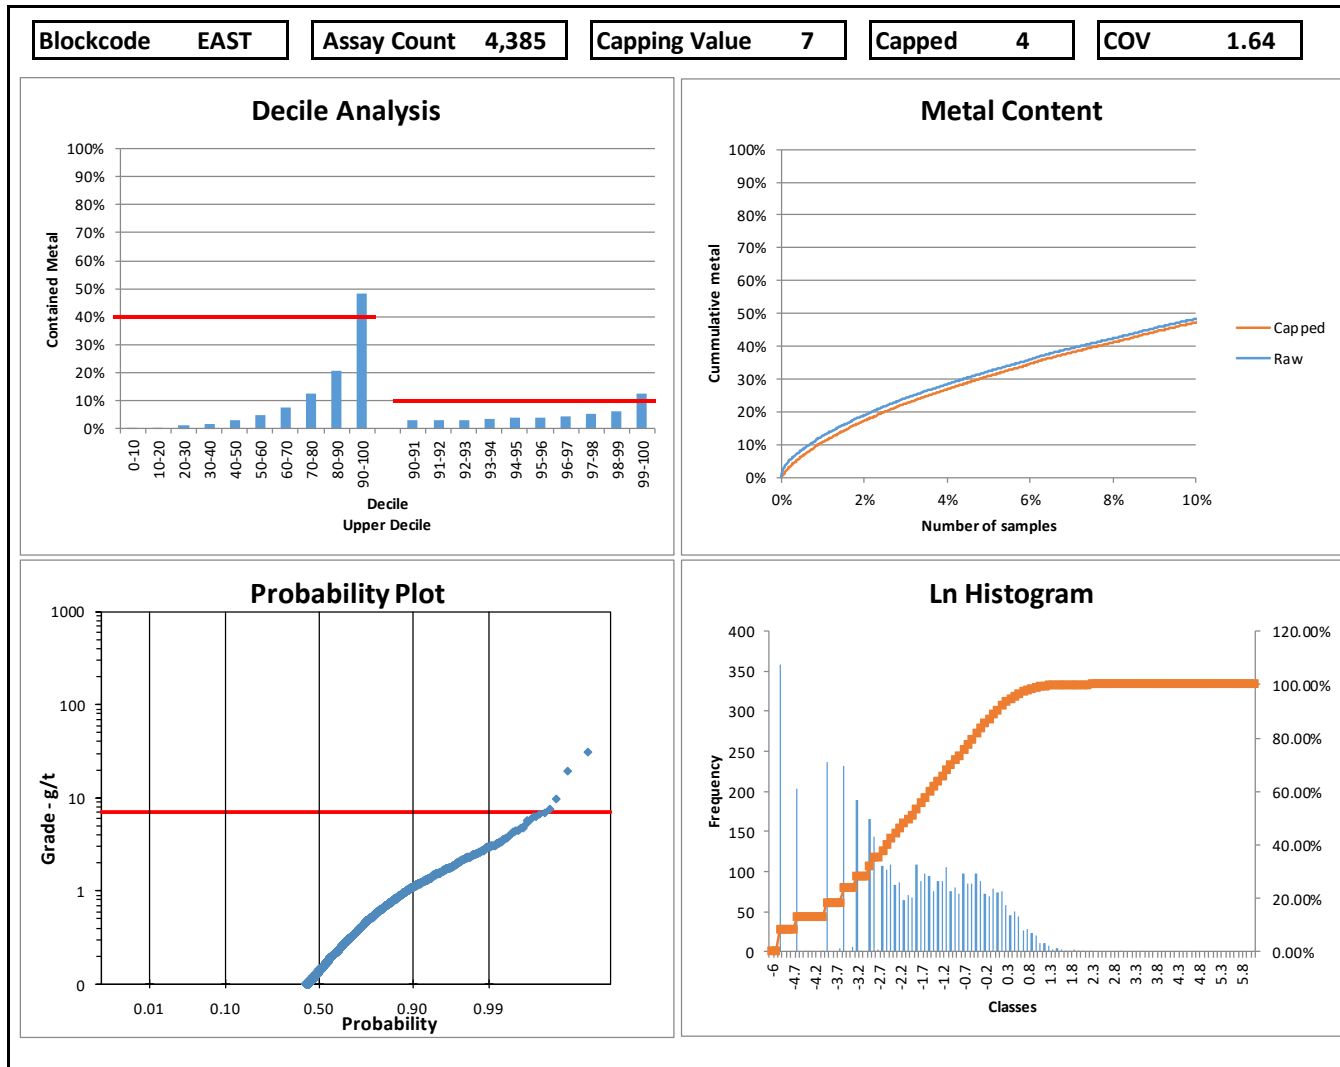 Blockcode EAST Assay Count 4,385 Capping Value 7 Capped 4 COV 1.64
Decile Analysis
100%
90%
80%
70%
60%
50%
40%
30%
20%
10%
0%
Contained Metal
0-10 10-20 20-30 30-40 40-50 50-60 60-70 70-80 80-90 90-100 90-91 91-92 92-93 93-94 94-95 95-96 96-97 97-98 98-99 99-100
Decile
Upper Decile
Metal Content
100%
90%
80%
70%
60%
50%
40%
30%
20%
10%
0%
Cummulative metal
0% 2% 4% 6% 8% 10%
Number of samples
Capped
Raw
Probability Plot
1000
100
10
1
0
Grade - g/t
0.01 0.10 0.50 0.90 0.99
Probability
Ln Histogram
400
350
300
250
200
150
100
50
0
Frequency
120.00%
100.00%
80.00%
60.00%
40.00%
20.00%
0.00%
-6 -4.7 -4.2 -3.7 -3.2 -2.7 -2.2 -1.7 -1.2 -0.7 -0.2 0.3 0.8 1.3 1.8 2.3 2.8 3.3 3.8 4.3 4.8 5.3 5.8
Classes